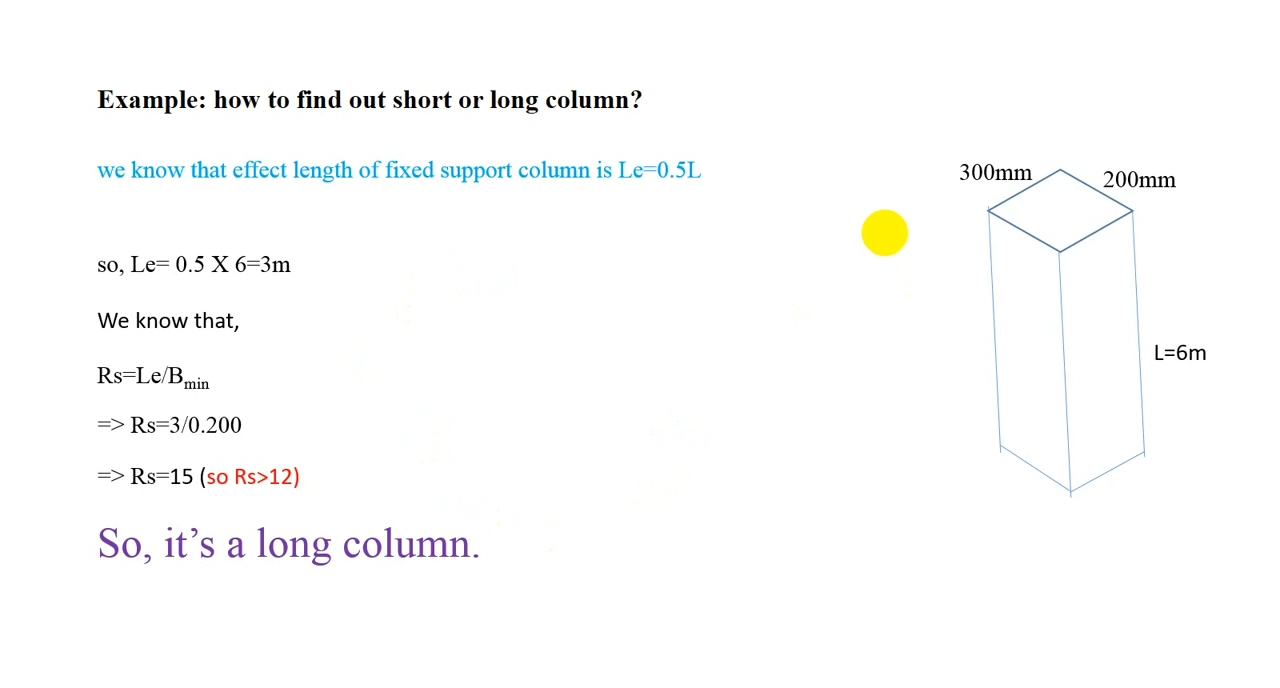 Example: how to find out short or long column?
we know that effect length of fixed support column is Le=0.5L
300mm
200mm
so, Le= 0.5 X 6=3m
We know that,
L=6m
Rs=Le/Bmin
=> Rs=3/0.200
=> Rs=15 (so Rs>12)
So, it’s a long column.